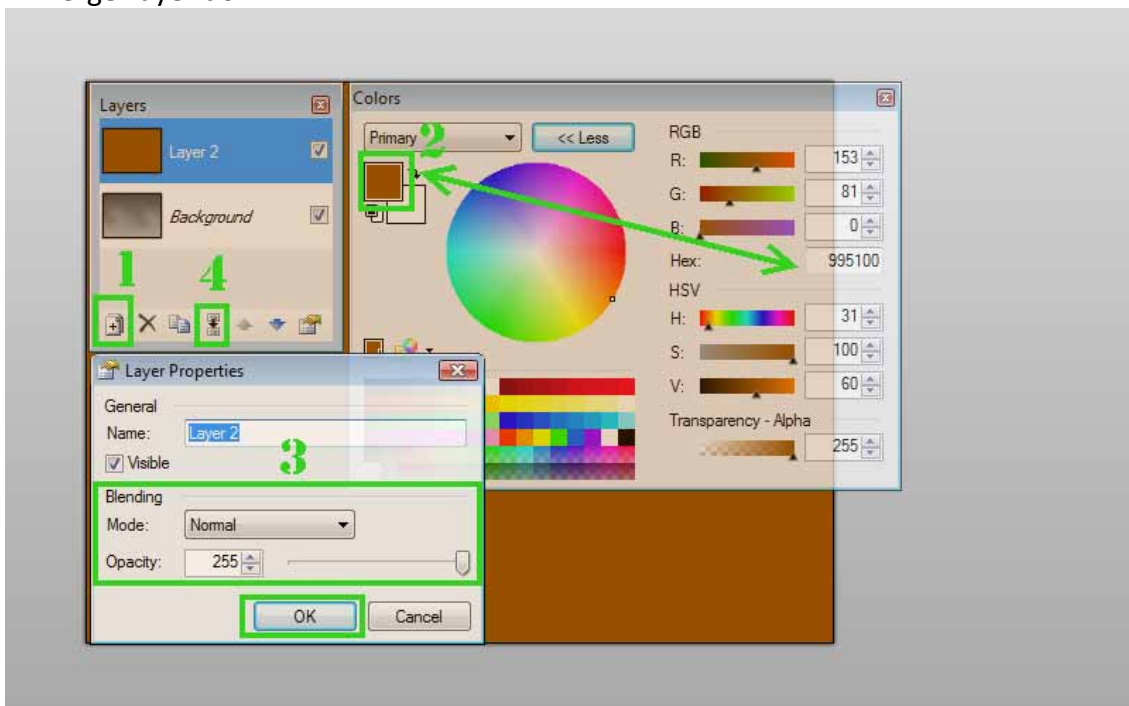 Layers
Layer 2
Background
1
4
Colors
Primary
2
<< Less
RGB
R: 153
G: 81
B: 0
Hex: 995100
HSV
H: 31
S: 100
V: 60
Transparency - Alpha
255
Layer Properties
General
Name: Layer 2
Visible
3
Blending
Mode: Normal
Opacity: 255
OK
Cancel